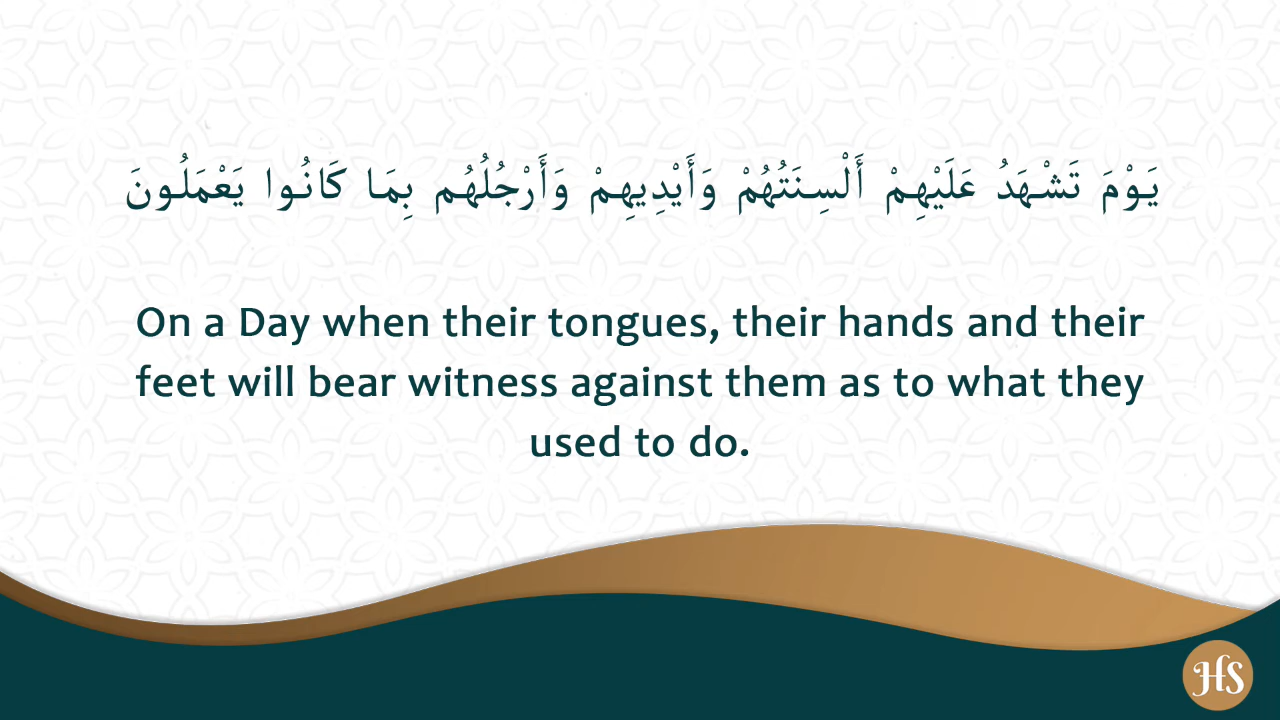 يَوْمَ تَشْهَدُ عَلَيْهِمْ أَلْسِنَتُهُمْ وَأَيْدِيهِمْ وَأَرْجُلُهُم بِمَا كَانُوا يَعْمَلُونَ
On a Day when their tongues, their hands and their
feet will bear witness against them as to what they
used to do.
HS